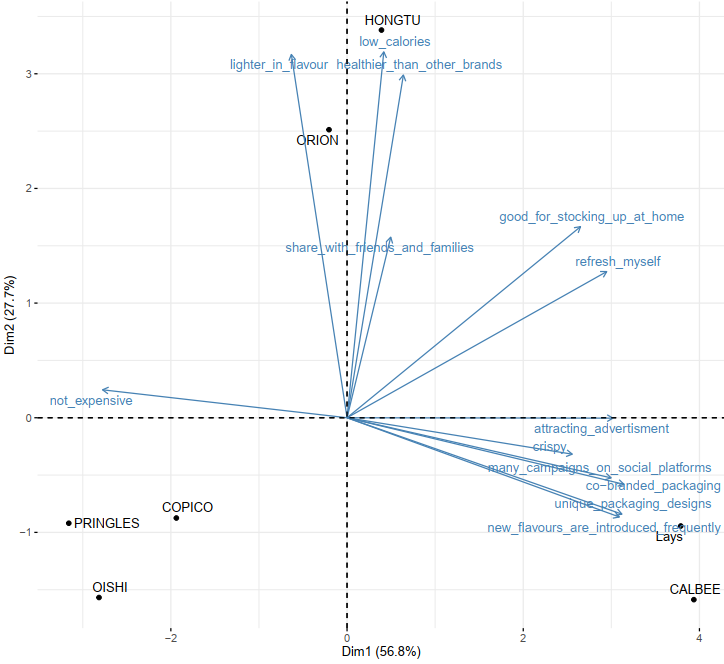 HONGTU
low_calories
lighter_in_flavour healthier_than_other_brands
3
ORION
2
good_for_stocking_up_at_home
share_with_friends_and_families
refresh_myself
Dim2 (27.7%)
1
not_expensive
0
attracting_advertisment
crispy
many_campaigns_on_social_platforms
co-branded_packaging
unique_packaging_designs
COPICO
PRINGLES
new_flavours_are_introduced_frequently
−1
Lays
OISHI
CALBEE
−2 0 2 4
Dim1 (56.8%)